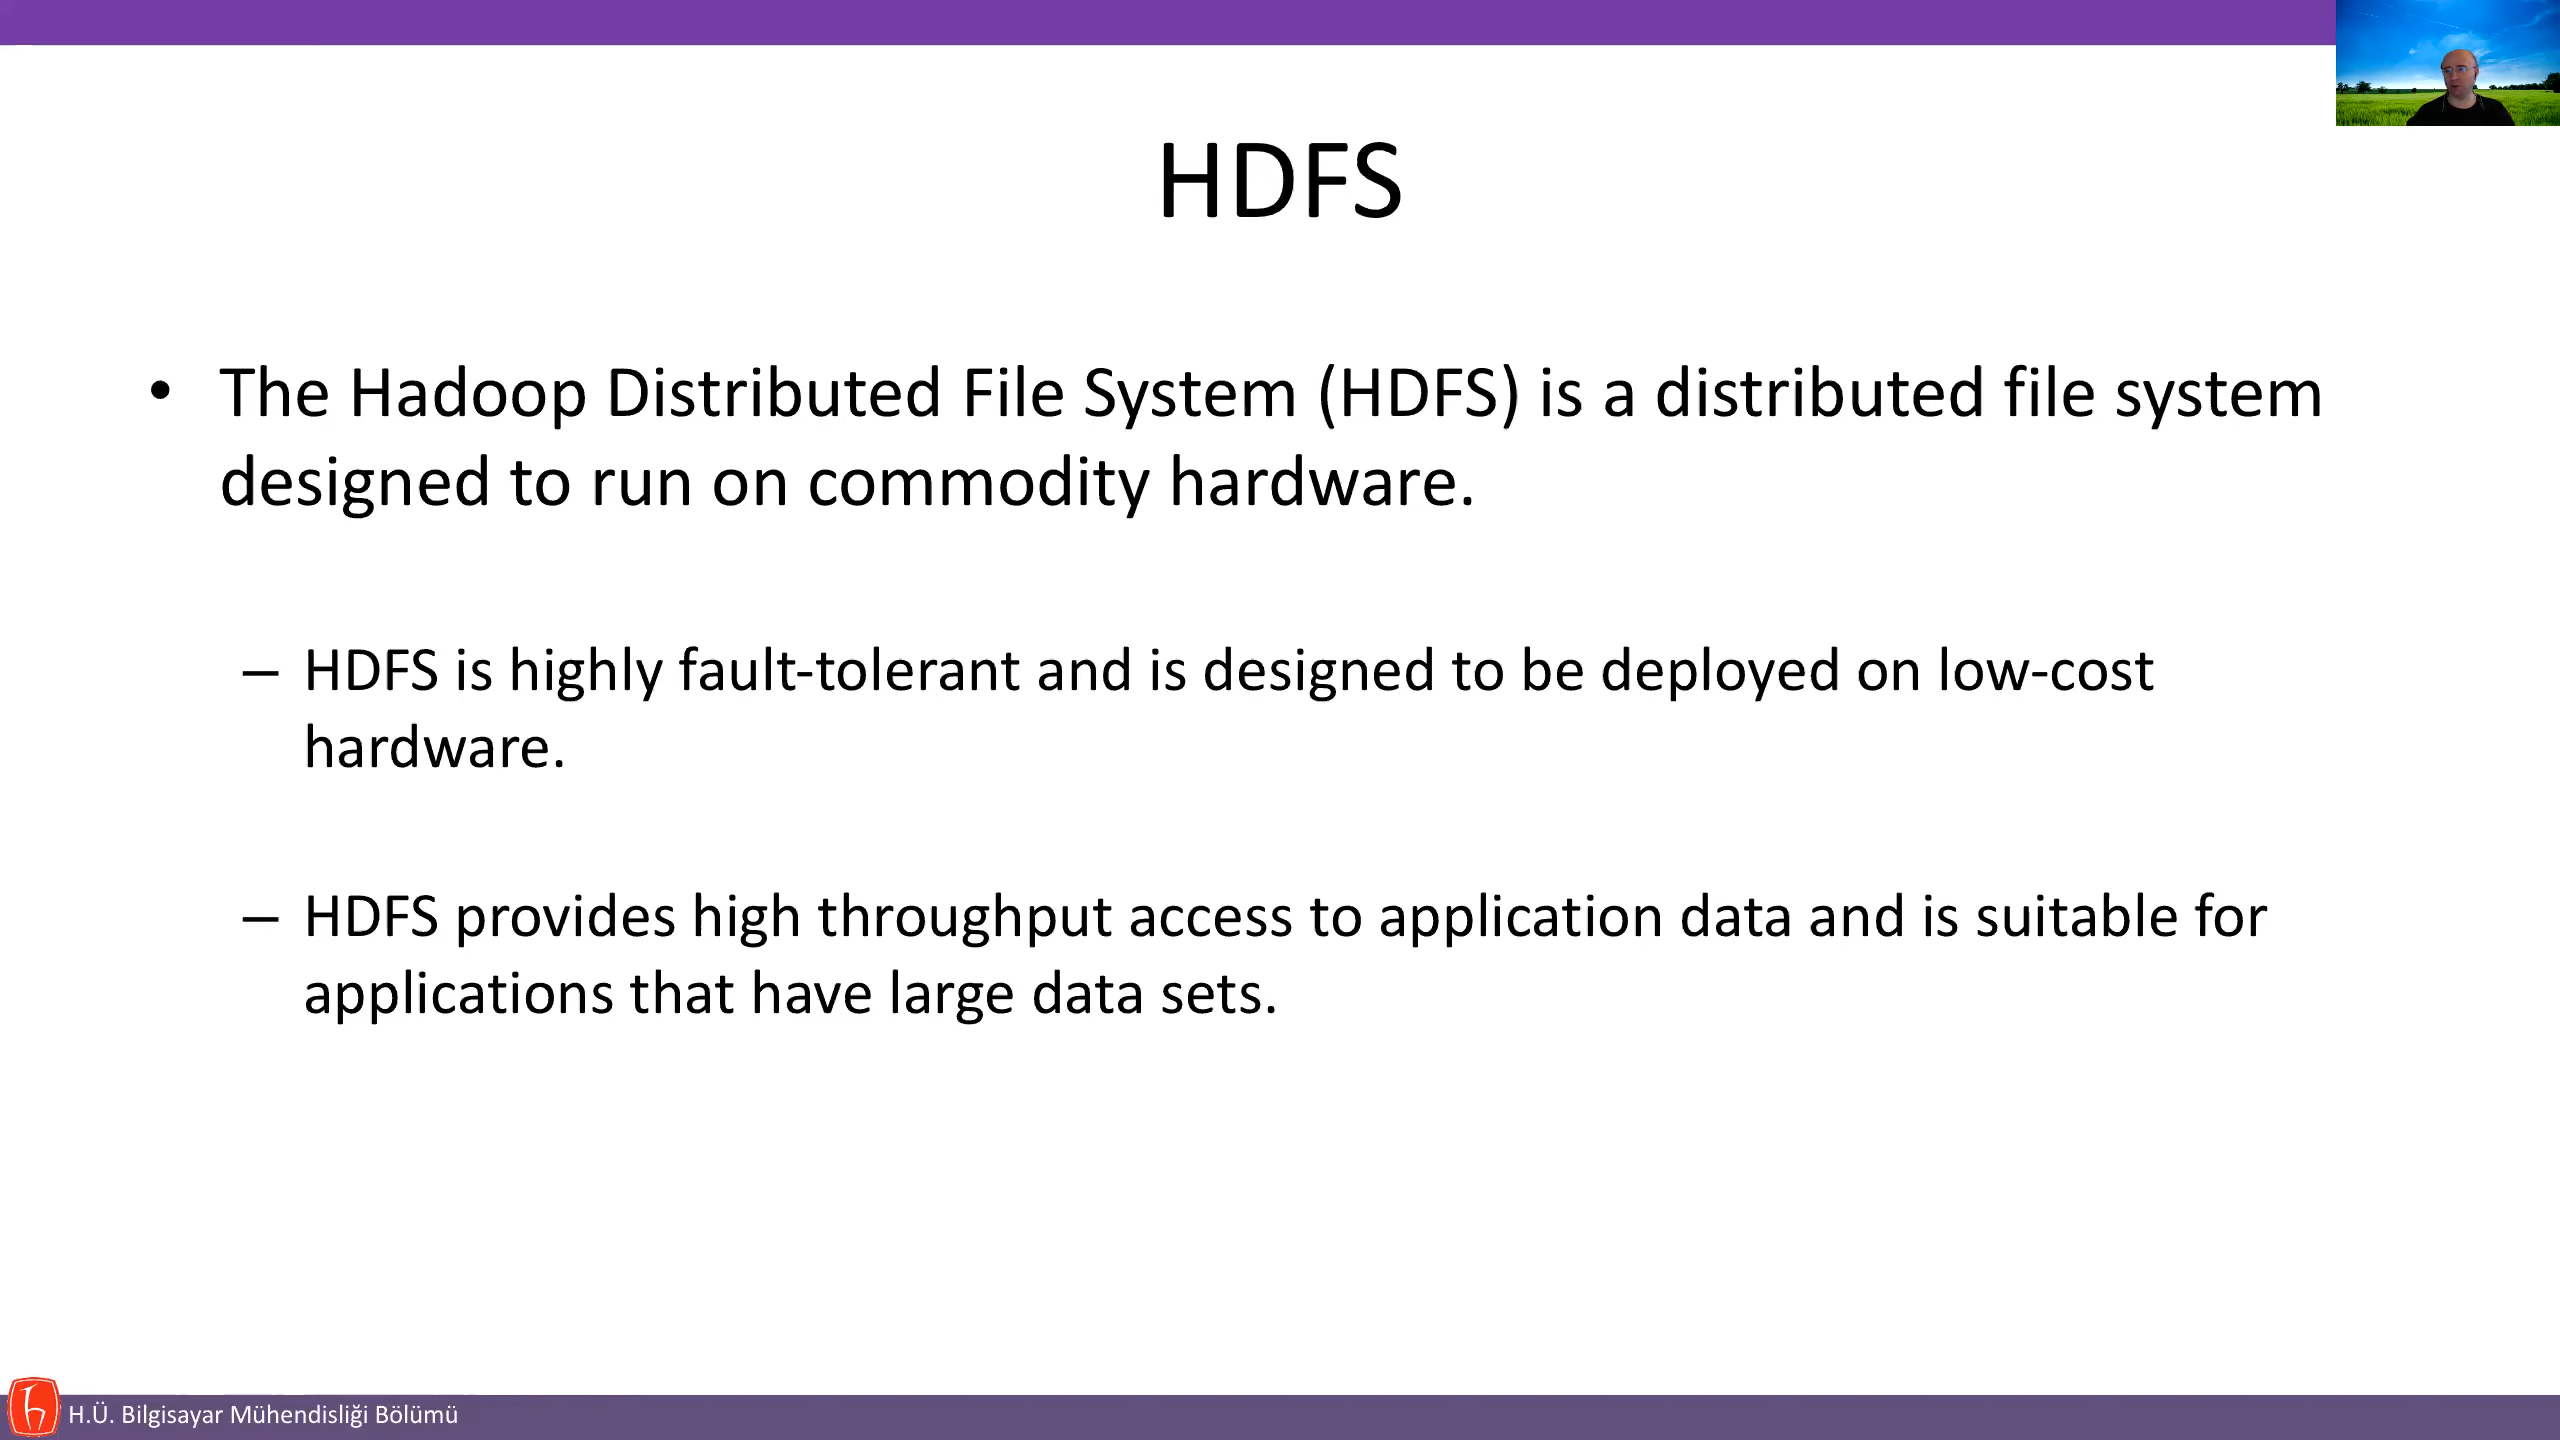 HDFS
• The Hadoop Distributed File System (HDFS) is a distributed file system
designed to run on commodity hardware.
– HDFS is highly fault-tolerant and is designed to be deployed on low-cost
hardware.
– HDFS provides high throughput access to application data and is suitable for
applications that have large data sets.
H.Ü. Bilgisayar Mühendisliği Bölümü